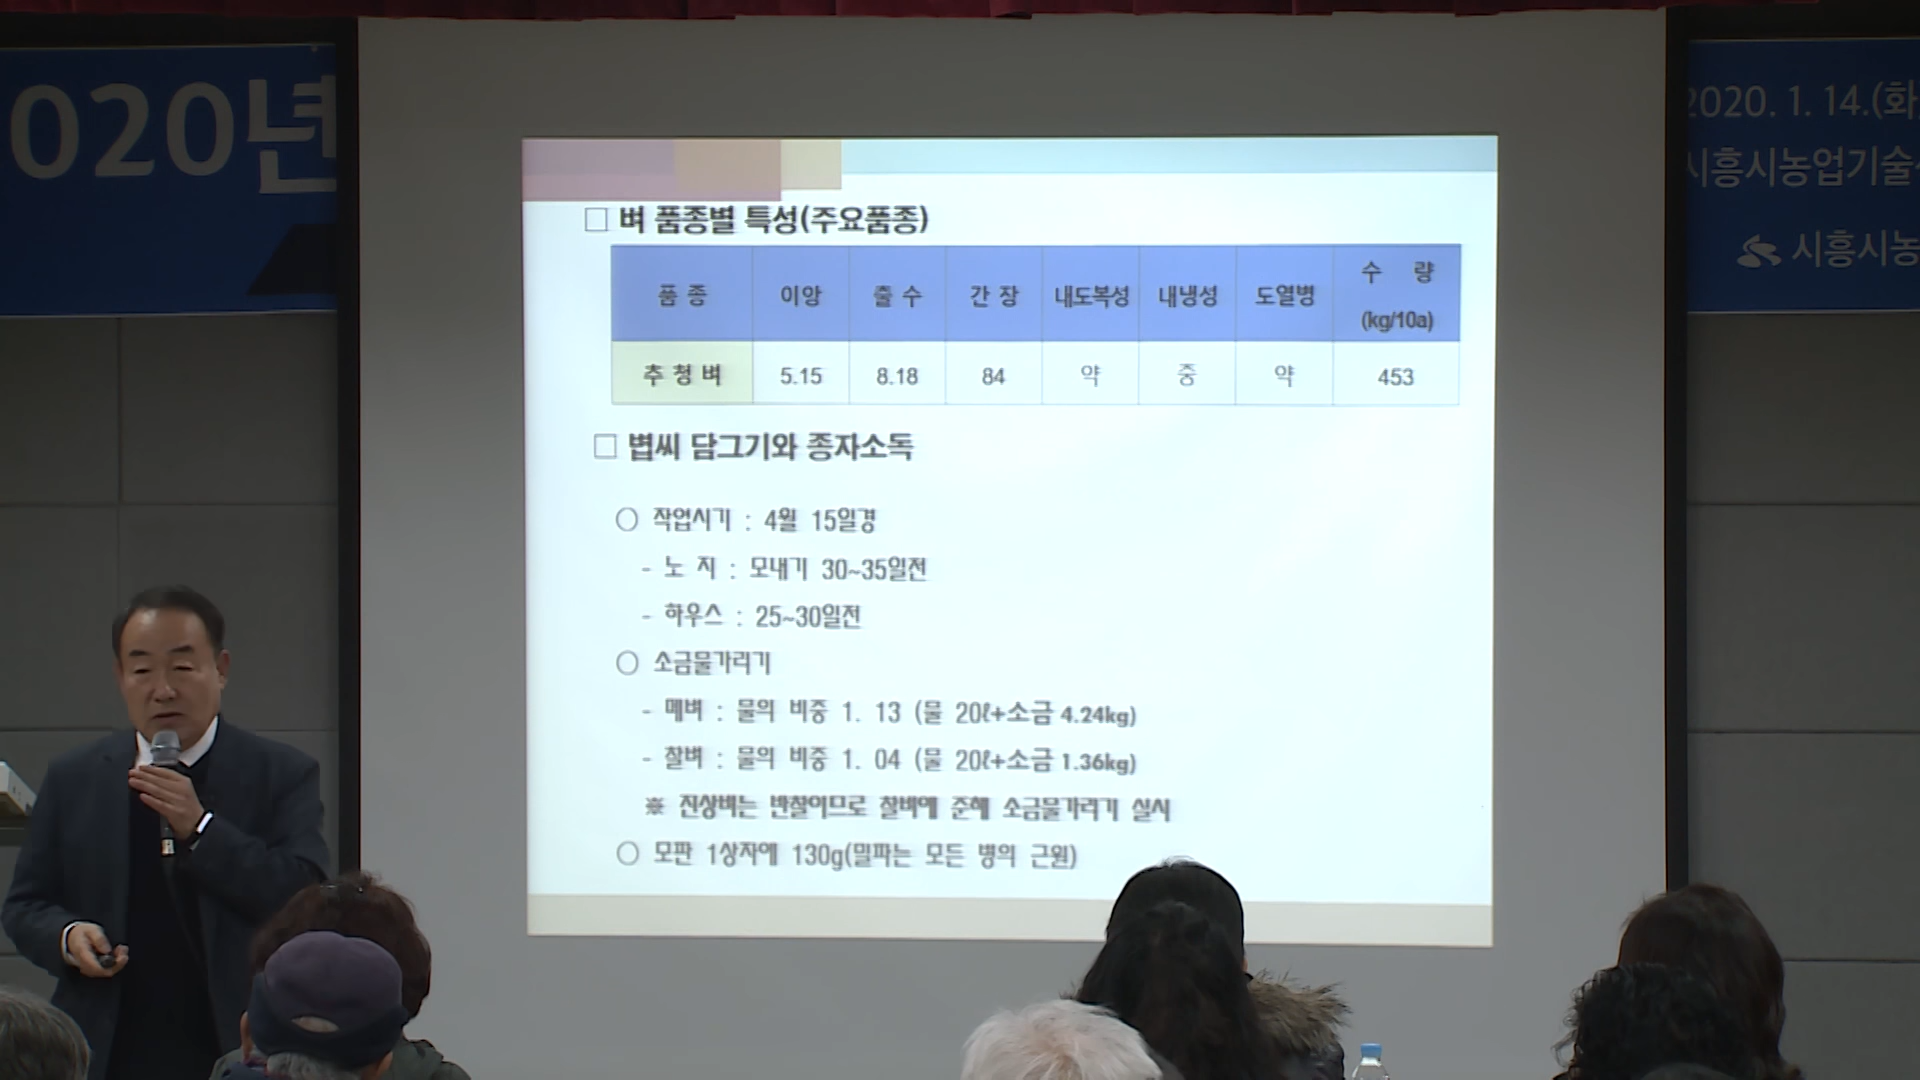 020년
2020. 1. 14.(화
시흥시농업기술
시흥시농
□ 벼 품종별 특성(주요품종)
품 종 이앙 출 수 간 장 내도복성 내냉성 도열병 수 량 (kg/10a)
추 청 벼 5.15 8.18 84 약 중 약 453
□ 볍씨 담그기와 종자소독
○ 작업시기 : 4월 15일경
- 노 지 : 모내기 30~35일전
- 하우스 : 25~30일전
○ 소금물가리기
- 메벼 : 물의 비중 1. 13 (물 20ℓ+소금 4.24kg)
- 찰벼 : 물의 비중 1. 04 (물 20ℓ+소금 1.36kg)
※ 진상벼는 반찰이므로 찰벼에 준해 소금물가리기 실시
○ 모판 1상자에 130g(밀파는 모든 병의 근원)